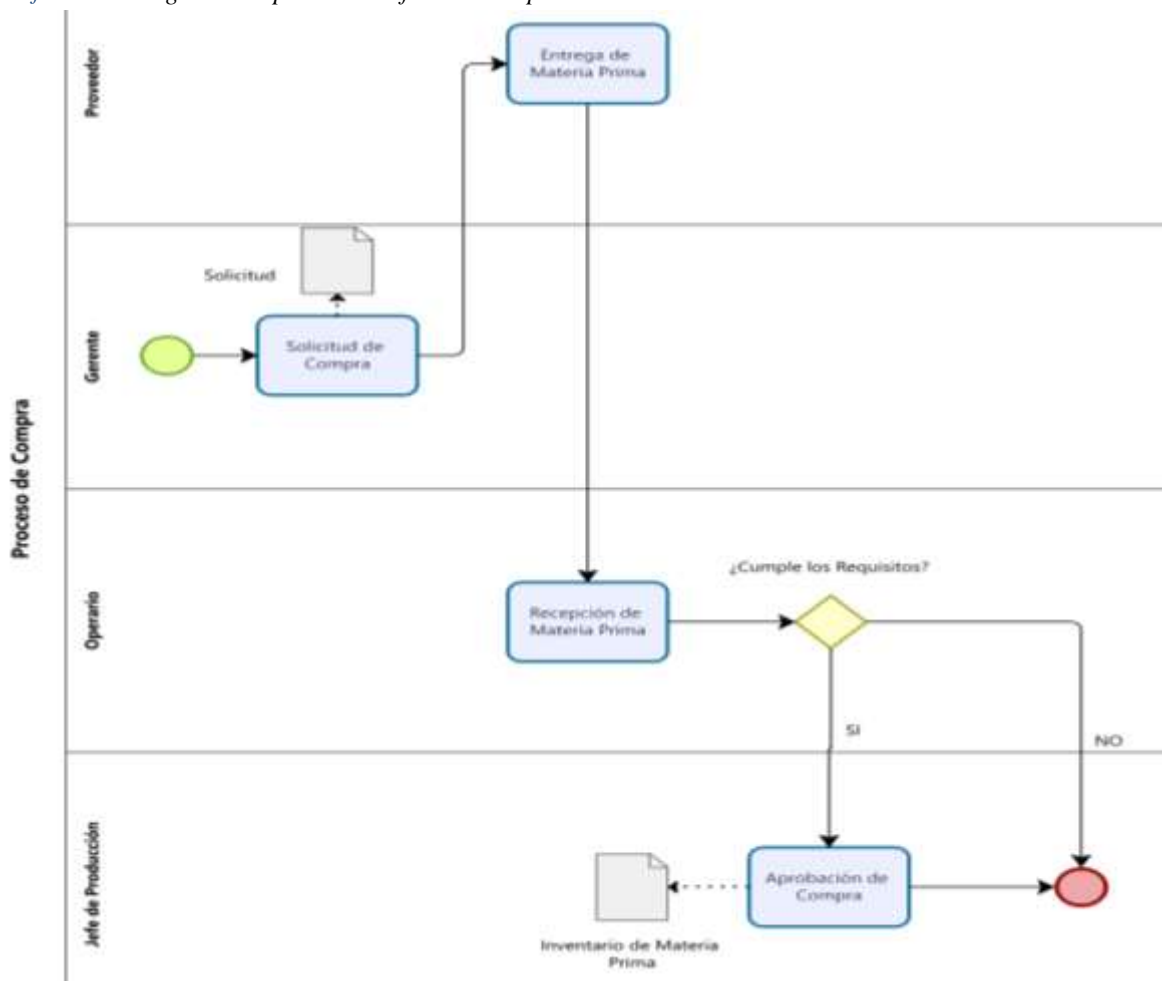 Proceso de Compra
Proveedor
Entrega de
Materia Prima
Gerente
Solicitud
Solicitud de
Compra
Operario
Recepción de
Materia Prima
¿Cumple los Requisitos?
SI
NO
Jefe de Producción
Aprobación de
Compra
Inventario de Materia
Prima